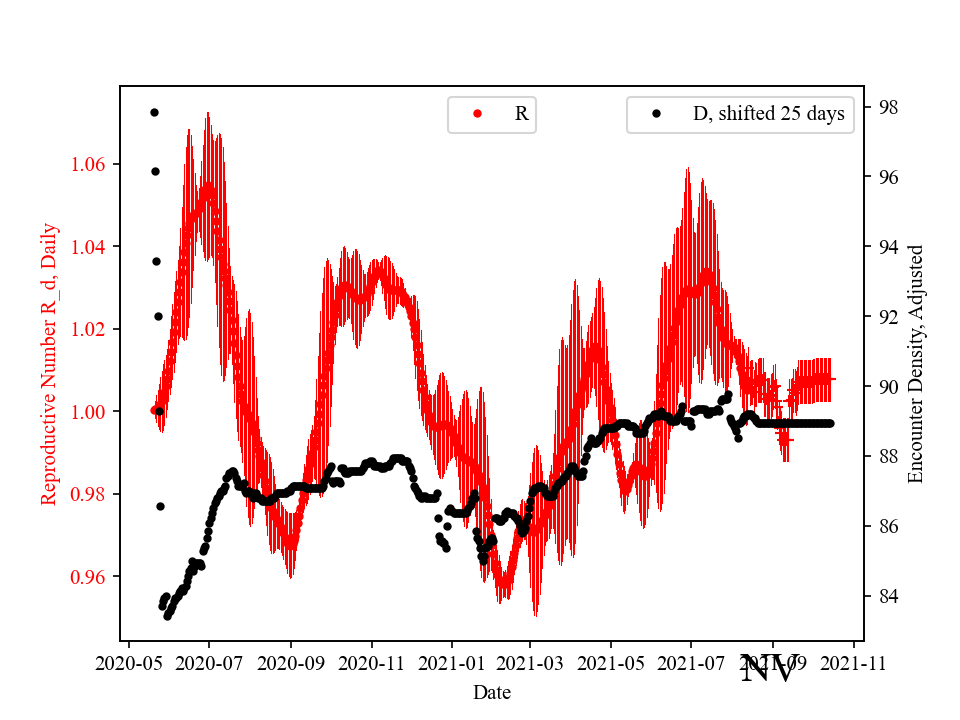 R
D, shifted 25 days
Reproductive Number R_d, Daily
1.06
1.04
1.02
1.00
0.98
0.96
98
96
94
92
90
88
86
84
Encounter Density, Adjusted
2020-05 2020-07 2020-09 2020-11 2021-01 2021-03 2021-05 2021-07 2021-09 2021-11
NV
Date